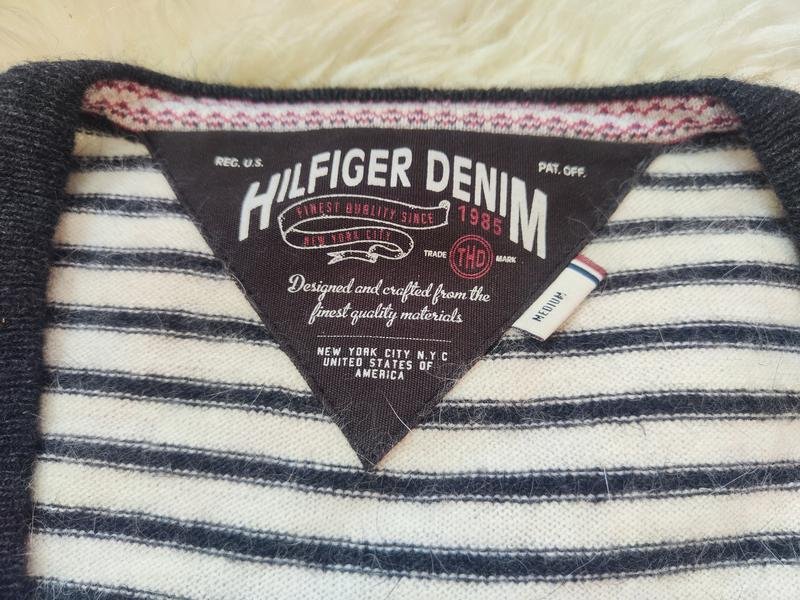 REG. U.S.
PAT. OFF.
HILFIGER DENIM
FINEST QUALITY SINCE
1985
NEW YORK CITY
TRADE THD MARK
Designed and crafted from the
finest quality materials
NEW YORK CITY N.Y.C
UNITED STATES OF
AMERICA
MEDIUM